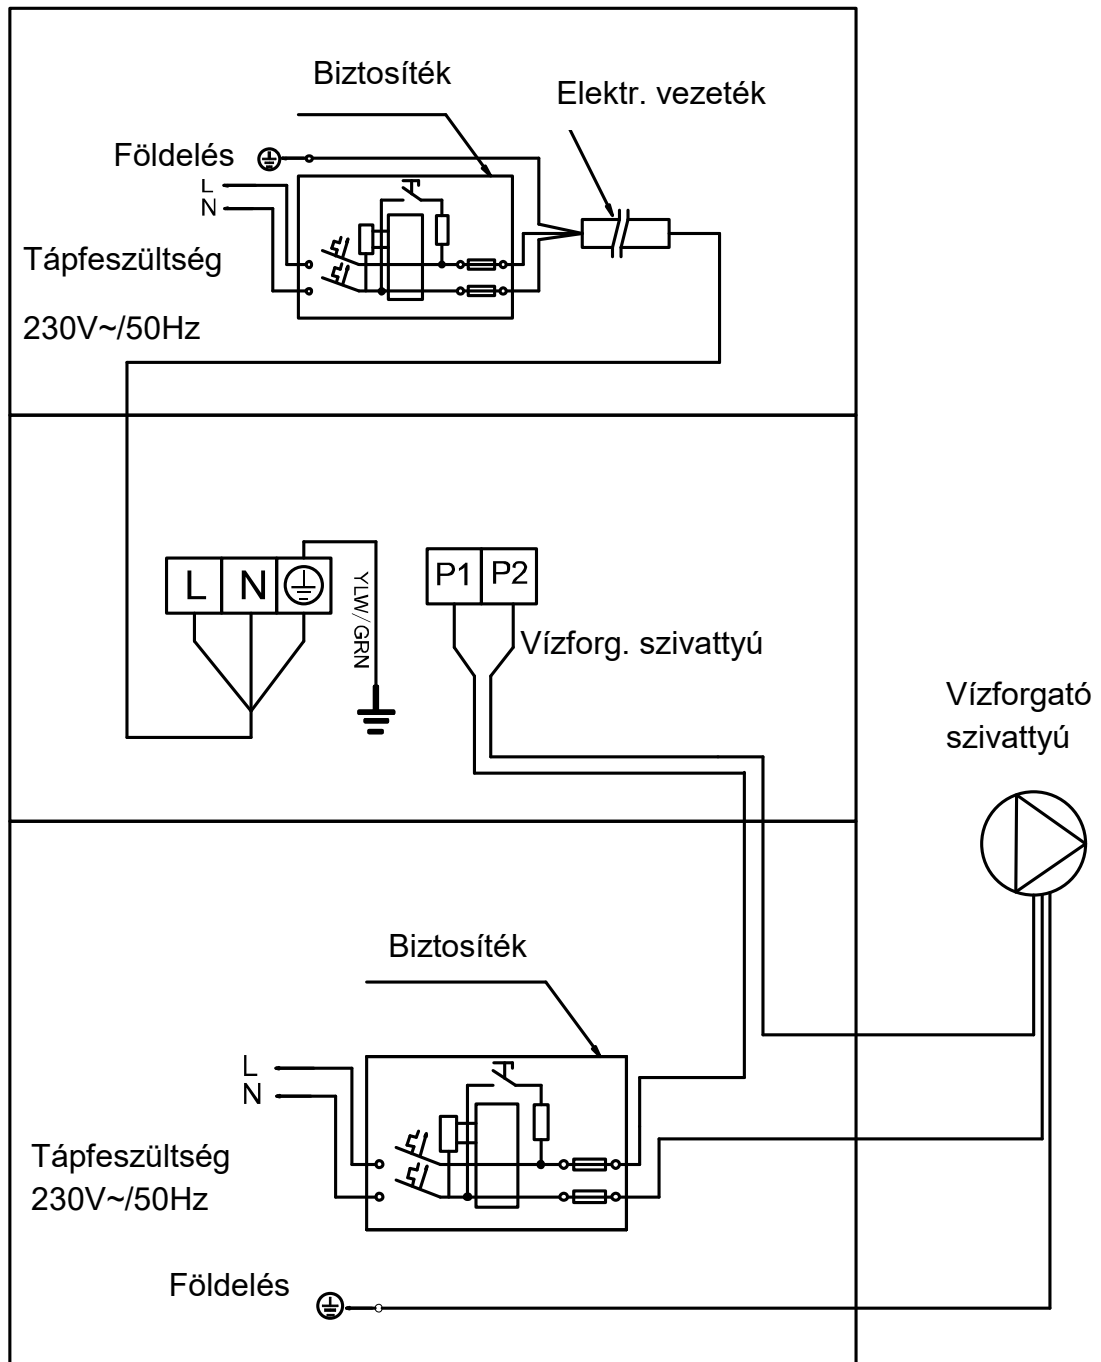 Biztosíték
Elektr. vezeték
Földelés
L
N
Tápfeszültség
230V~/50Hz
L N
YLW/GRN
P1 P2
Vízforg. szivattyú
Vízforgató
szivattyú
Biztosíték
L
N
Tápfeszültség
230V~/50Hz
Földelés